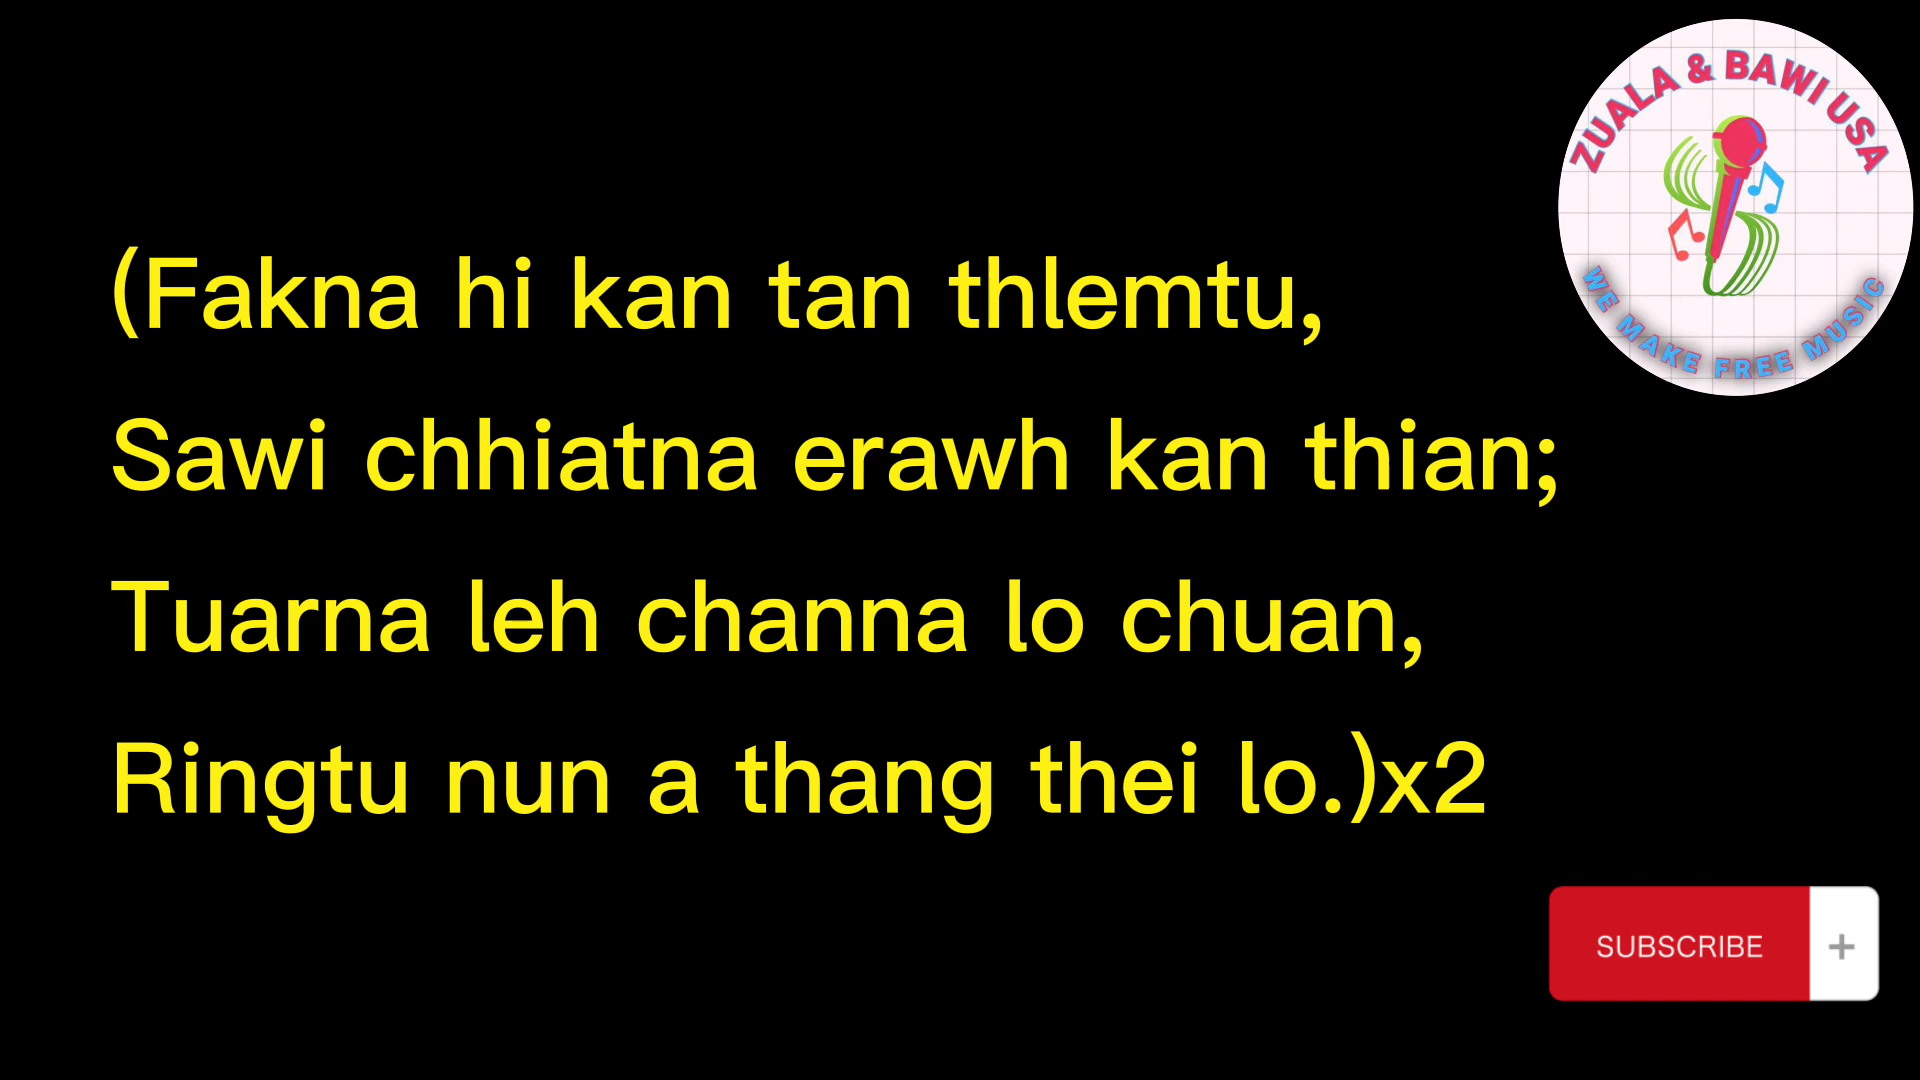 ZUALA & BAWI USA
WE MAKE FREE MUSIC
(Fakna hi kan tan thlemtu,
Sawi chhiatna erawh kan thian;
Tuarna leh channa lo chuan,
Ringtu nun a thang thei lo.)x2
SUBSCRIBE +